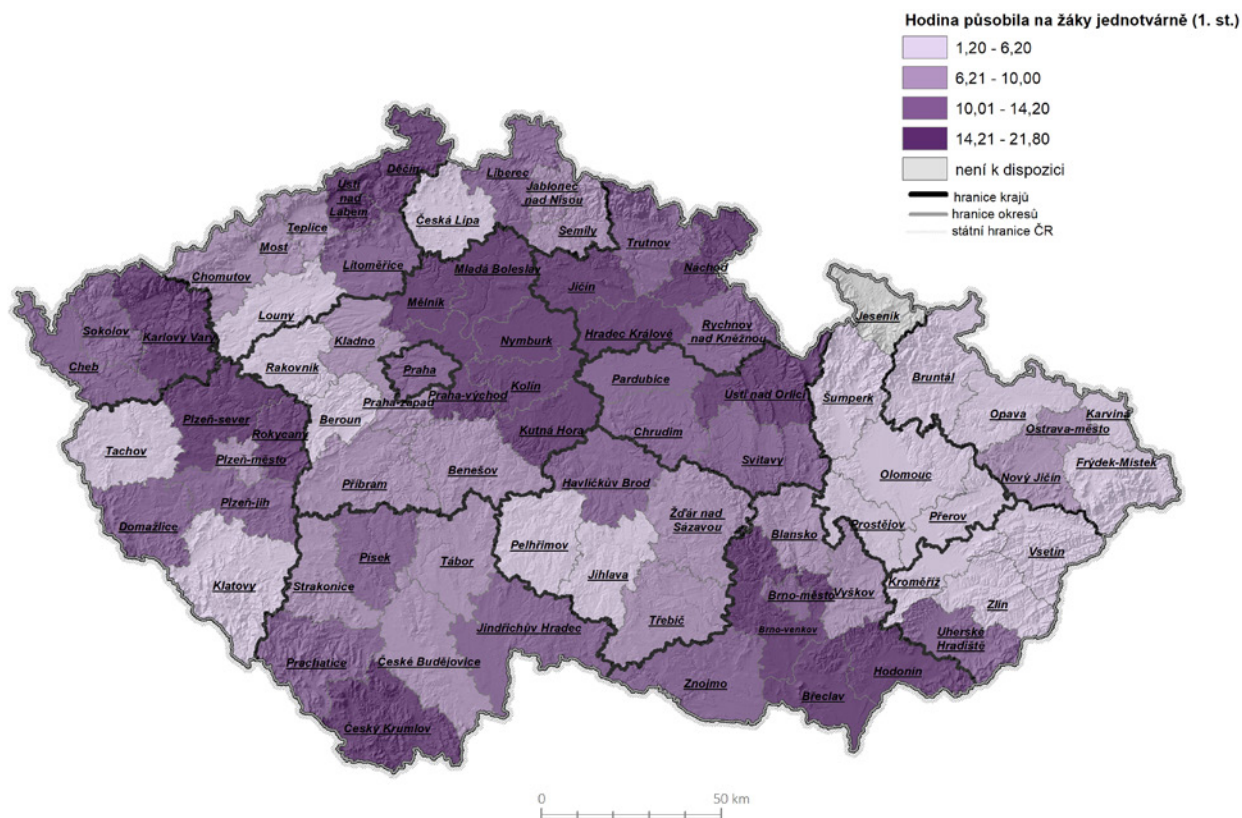 Hodina působila na žáky jednotvárně (1. st.)
1,20 - 6,20
6,21 - 10,00
10,01 - 14,20
14,21 - 21,80
není k dispozici
hranice krajů
hranice okresů
státní hranice ČR
Děčín
Ústí
nad
Labem
Liberec
Jablonec
nad Nisou
Česká Lípa
Semily
Teplice
Most
Trutnov
Litoměřice
Chomutov
Mladá Boleslav
Náchod
Jičín
Mělník
Louny
Sokolov
Karlovy Vary
Hradec Králové
Rychnov
nad Kněžnou
Nymburk
Kladno
Jeseník
Cheb
Rakovník
Praha
Bruntál
Pardubice
Kolín
Praha-východ
Praha-západ
Ústí nad Orlicí
Šumperk
Opava
Karviná
Ostrava-město
Plzeň-sever
Beroun
Rokycany
Kutná Hora
Chrudim
Tachov
Plzeň-město
Svitavy
Frýdek-Místek
Olomouc
Nový Jičín
Benešov
Příbram
Havlíčkův Brod
Plzeň-jih
Žďár nad
Sázavou
Přerov
Domažlice
Prostějov
Blansko
Pelhřimov
Vsetín
Písek
Tábor
Jihlava
Kroměříž
Klatovy
Strakonice
Brno-město
Vyškov
Zlín
Třebíč
Jindřichův Hradec
Brno-venkov
Uherské
Hradiště
Prachatice
České Budějovice
Hodonín
Znojmo
Břeclav
Český Krumlov
0
50 km